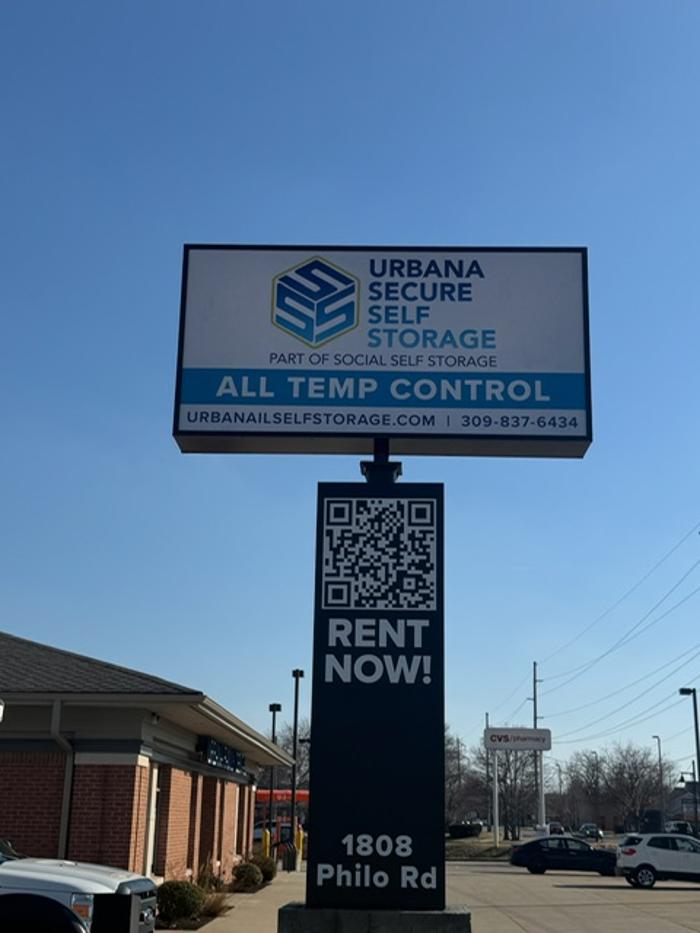 URBANA
SECURE
SELF
STORAGE
PART OF SOCIAL SELF STORAGE
ALL TEMP CONTROL
URBANAILSELFSTORAGE.COM | 309-837-6434
RENT
NOW!
1808
Philo Rd
CVS/pharmacy